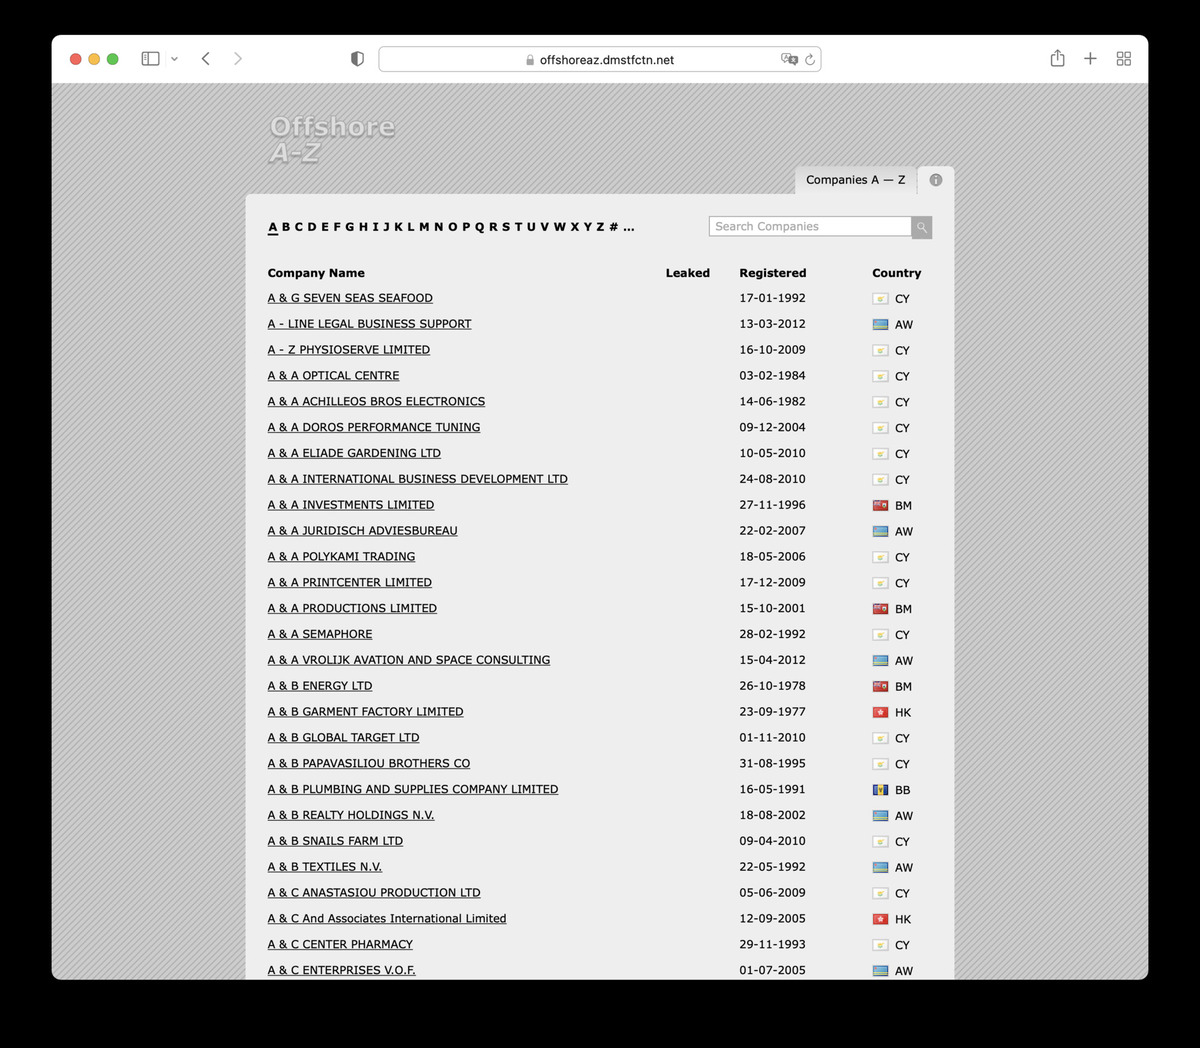 offshoreaz.dmstfctn.net
Offshore
A-Z
Companies A — Z
A B C D E F G H I J K L M N O P Q R S T U V W X Y Z # ... Search Companies
Company Name Leaked Registered Country
A & G SEVEN SEAS SEAFOOD 17-01-1992 CY
A - LINE LEGAL BUSINESS SUPPORT 13-03-2012 AW
A - Z PHYSIOSERVE LIMITED 16-10-2009 CY
A & A OPTICAL CENTRE 03-02-1984 CY
A & A ACHILLEOS BROS ELECTRONICS 14-06-1982 CY
A & A DOROS PERFORMANCE TUNING 09-12-2004 CY
A & A ELIADE GARDENING LTD 10-05-2010 CY
A & A INTERNATIONAL BUSINESS DEVELOPMENT LTD 24-08-2010 CY
A & A INVESTMENTS LIMITED 27-11-1996 BM
A & A JURIDISCH ADVIESBUREAU 22-02-2007 AW
A & A POLYKAMI TRADING 18-05-2006 CY
A & A PRINTCENTER LIMITED 17-12-2009 CY
A & A PRODUCTIONS LIMITED 15-10-2001 BM
A & A SEMAPHORE 28-02-1992 CY
A & A VROLIJK AVATION AND SPACE CONSULTING 15-04-2012 AW
A & B ENERGY LTD 26-10-1978 BM
A & B GARMENT FACTORY LIMITED 23-09-1977 HK
A & B GLOBAL TARGET LTD 01-11-2010 CY
A & B PAPAVASILIOU BROTHERS CO 31-08-1995 CY
A & B PLUMBING AND SUPPLIES COMPANY LIMITED 16-05-1991 BB
A & B REALTY HOLDINGS N.V. 18-08-2002 AW
A & B SNAILS FARM LTD 09-04-2010 CY
A & B TEXTILES N.V. 22-05-1992 AW
A & C ANASTASIOU PRODUCTION LTD 05-06-2009 CY
A & C And Associates International Limited 12-09-2005 HK
A & C CENTER PHARMACY 29-11-1993 CY
A & C ENTERPRISES V.O.F. 01-07-2005 AW